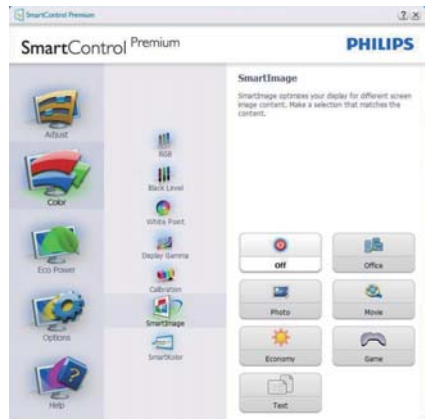 SmartControl Premium
SmartControl Premium
PHILIPS
Adjust
Color
Eco Power
Options
Help
RGB
Black Level
White Point
Display Gamma
Calibration
SmartImage
SmartKolor
SmartImage
SmartImage optimizes your display for different screen
image content. Make a selection that matches the
content.
Off
Office
Photo
Movie
Economy
Game
Text